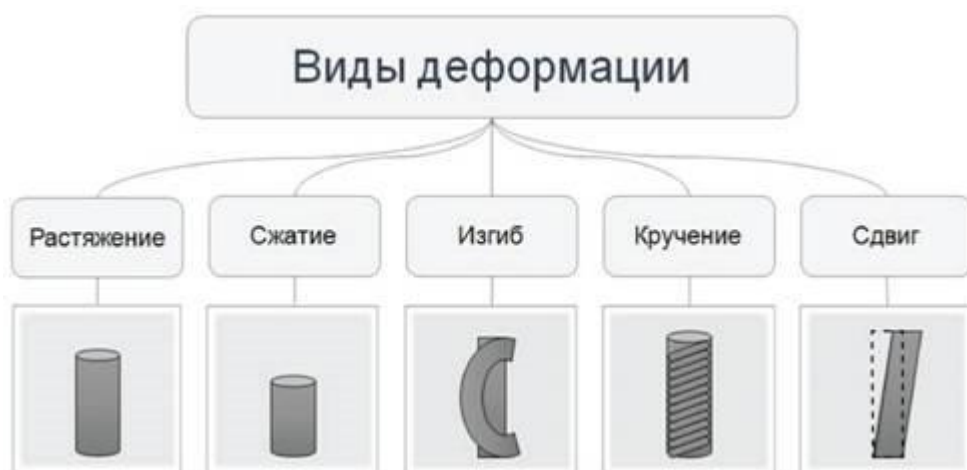 Виды деформации
Растяжение
Сжатие
Изгиб
Кручение
Сдвиг